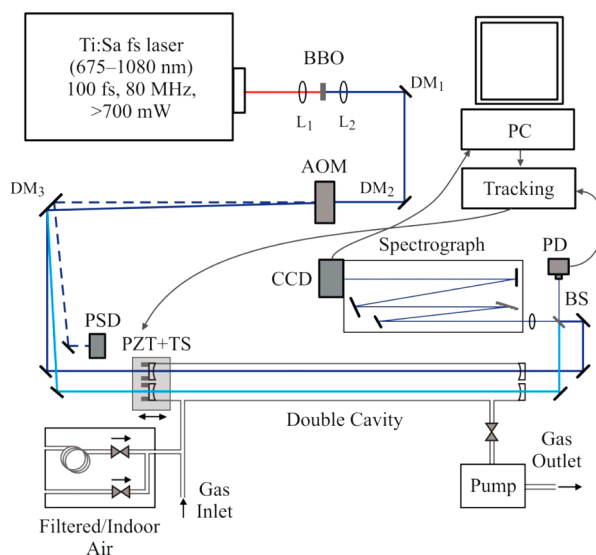 Ti:Sa fs laser
(675–1080 nm)
100 fs, 80 MHz,
>700 mW
BBO
L₁
L₂
DM₁
PC
Tracking
AOM
DM₂
DM₃
Spectrograph
CCD
PD
BS
PSD
PZT+TS
Double Cavity
Gas
Inlet
Filtered/Indoor
Air
Pump
Gas
Outlet